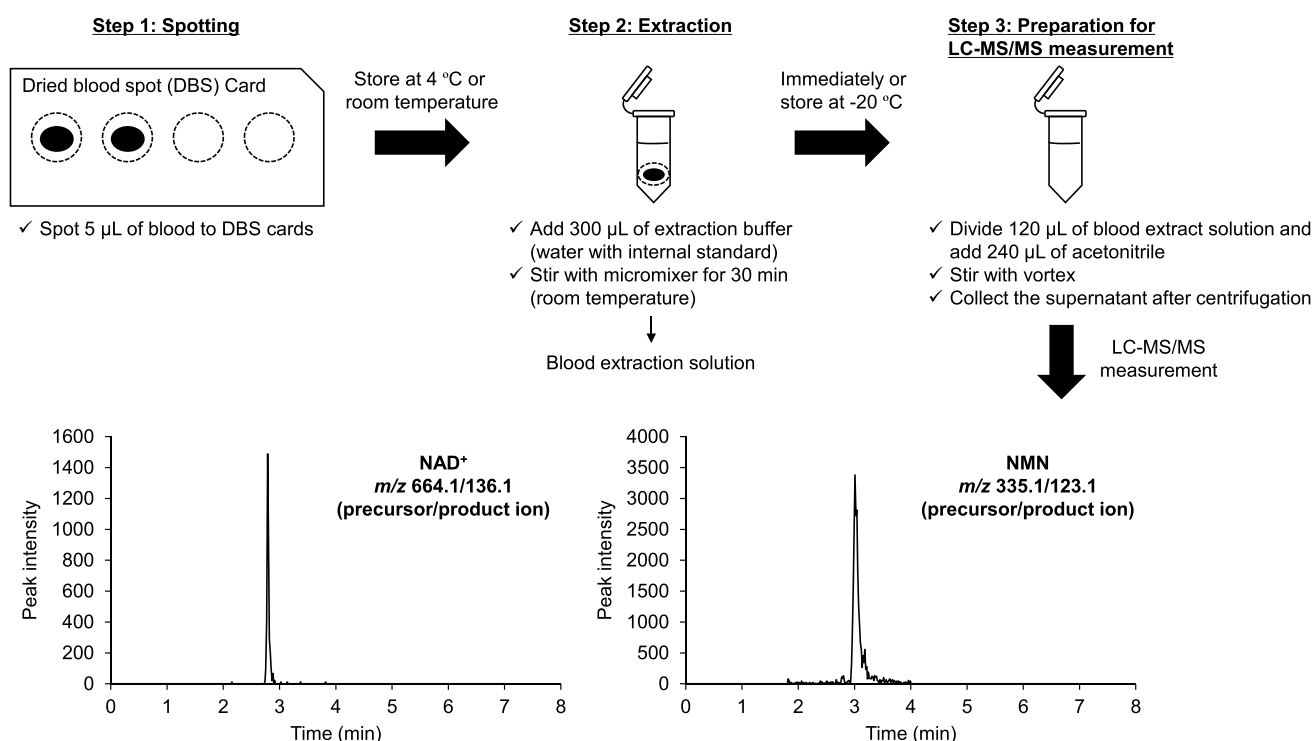 Step 1: Spotting
Dried blood spot (DBS) Card
✓ Spot 5 µL of blood to DBS cards
Store at 4 ºC or
room temperature
Step 2: Extraction
✓ Add 300 µL of extraction buffer
(water with internal standard)
✓ Stir with micromixer for 30 min
(room temperature)
Blood extraction solution
Immediately or
store at -20 ºC
Step 3: Preparation for
LC-MS/MS measurement
✓ Divide 120 µL of blood extract solution and
add 240 µL of acetonitrile
✓ Stir with vortex
✓ Collect the supernatant after centrifugation
LC-MS/MS
measurement
Peak intensity
1600
1400
1200
1000
800
600
400
200
0
NAD⁺
m/z 664.1/136.1
(precursor/product ion)
0 1 2 3 4 5 6 7 8
Time (min)
Peak intensity
4000
3500
3000
2500
2000
1500
1000
500
0
NMN
m/z 335.1/123.1
(precursor/product ion)
0 1 2 3 4 5 6 7 8
Time (min)